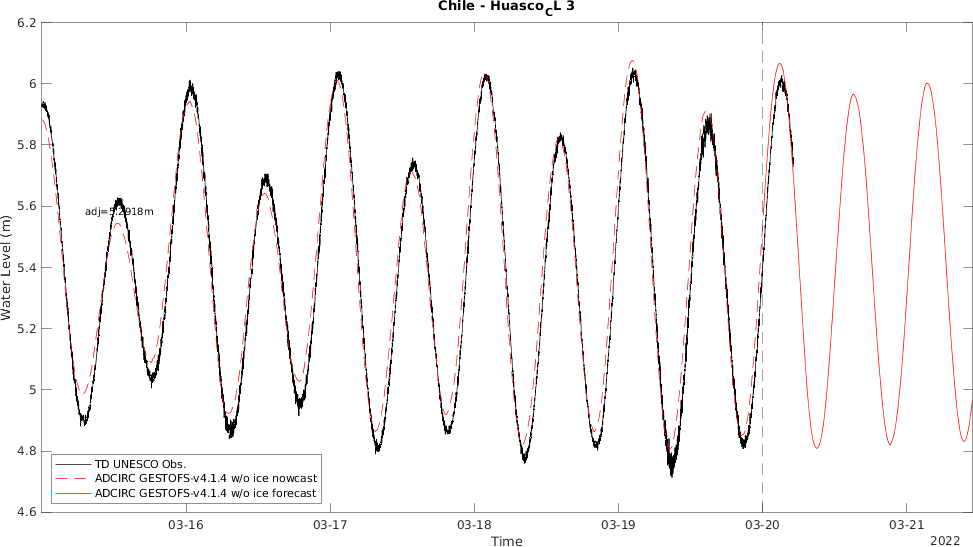 Chile - Huasco_CL 3
6.2
6
5.8
5.6
5.4
5.2
5
4.8
4.6
Water Level (m)
adj=5.2918m
TD UNESCO Obs.
ADCIRC GESTOFS-v4.1.4 w/o ice nowcast
ADCIRC GESTOFS-v4.1.4 w/o ice forecast
03-16 03-17 03-18 03-19 03-20 03-21
Time
2022